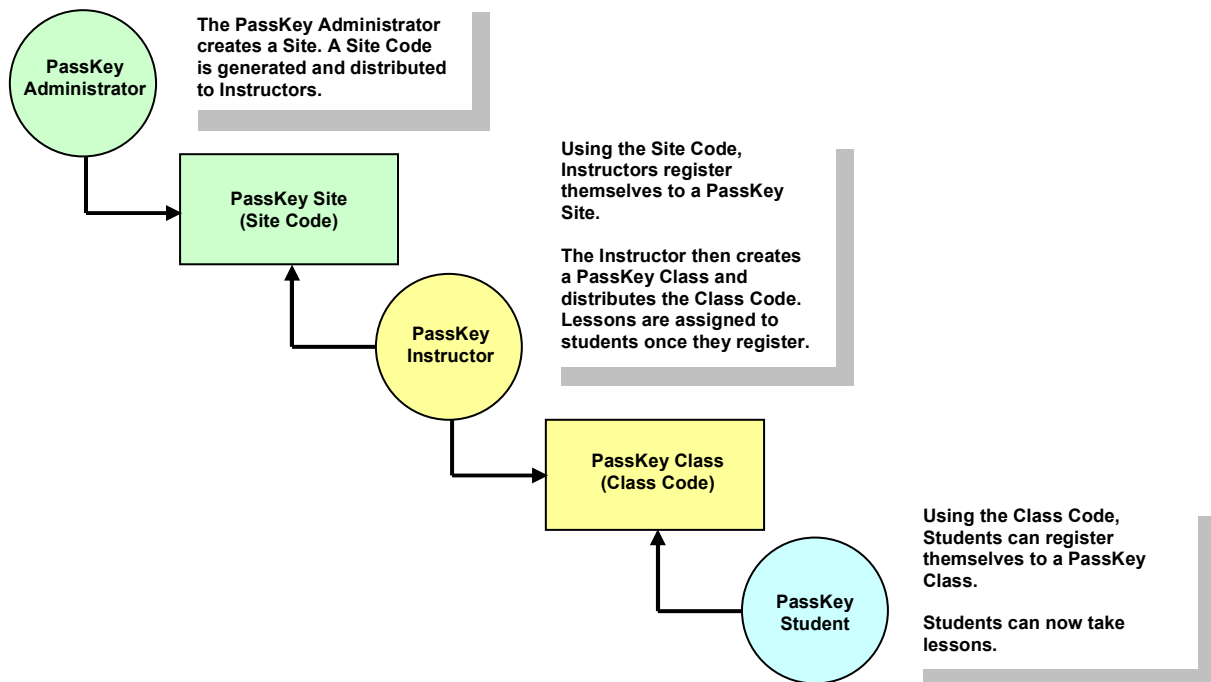 PassKey
Administrator
The PassKey Administrator
creates a Site. A Site Code
is generated and distributed
to Instructors.
PassKey Site
(Site Code)
Using the Site Code,
Instructors register
themselves to a PassKey
Site.
The Instructor then creates
a PassKey Class and
distributes the Class Code.
Lessons are assigned to
students once they register.
PassKey
Instructor
PassKey Class
(Class Code)
Using the Class Code,
Students can register
themselves to a PassKey
Class.
Students can now take
lessons.
PassKey
Student